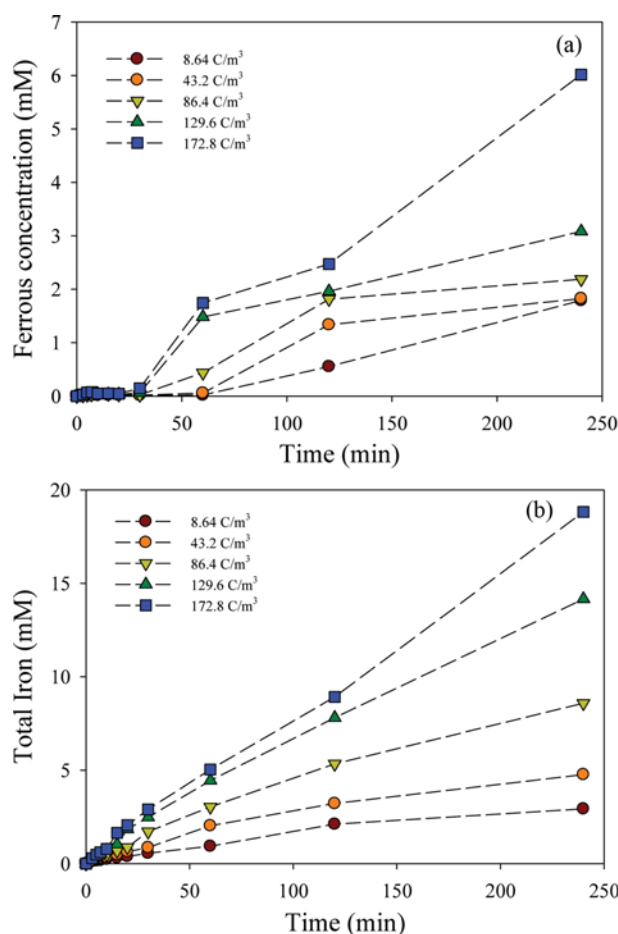 (a)
8.64 C/m³
43.2 C/m³
86.4 C/m³
129.6 C/m³
172.8 C/m³
Ferrous concentration (mM)
7
6
5
4
3
2
1
0
0 50 100 150 200 250
Time (min)
(b)
8.64 C/m³
43.2 C/m³
86.4 C/m³
129.6 C/m³
172.8 C/m³
Total Iron (mM)
20
15
10
5
0
0 50 100 150 200 250
Time (min)